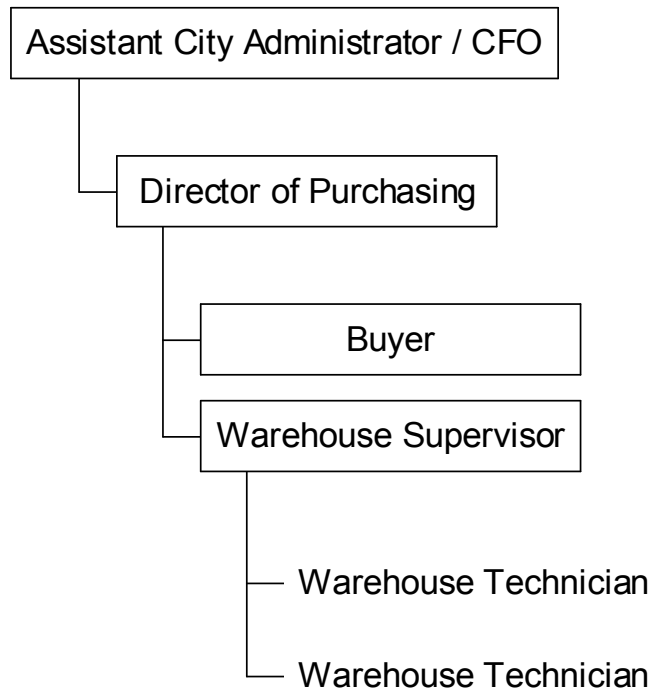 Assistant City Administrator / CFO
Director of Purchasing
Buyer
Warehouse Supervisor
Warehouse Technician
Warehouse Technician